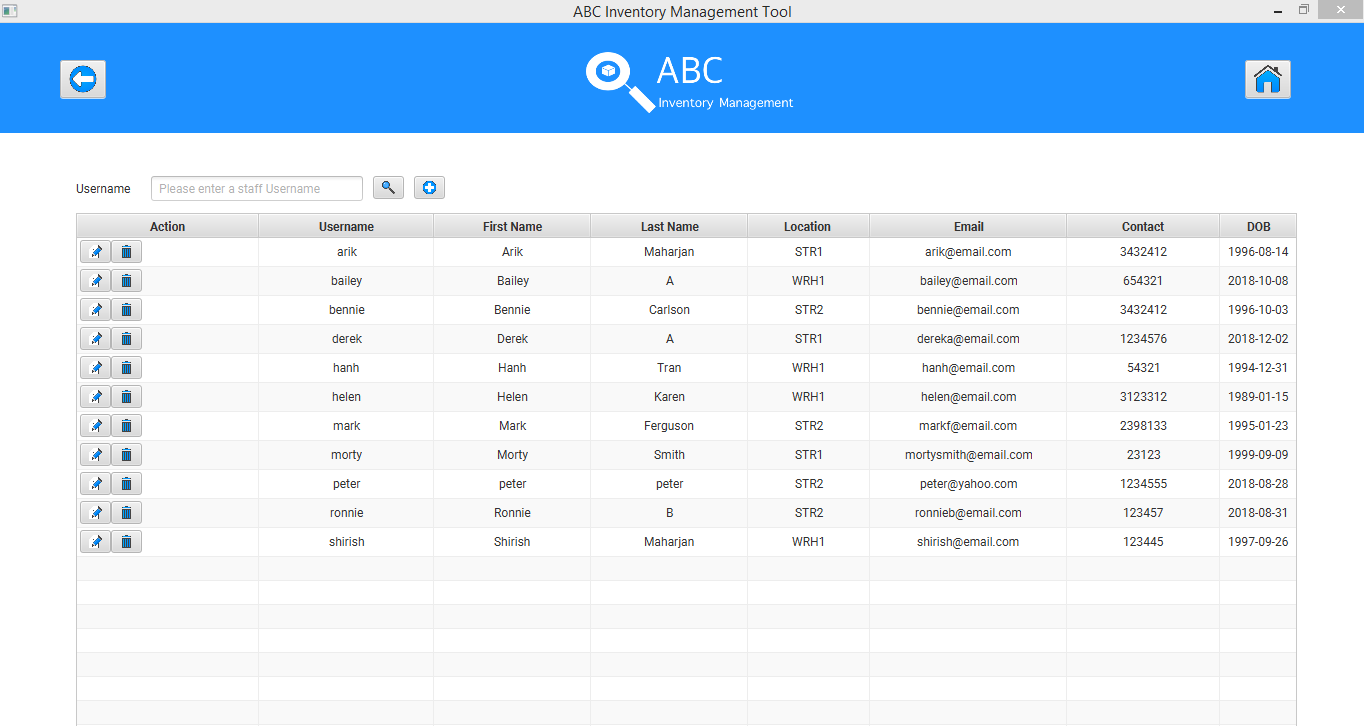 ABC Inventory Management Tool
ABC
Inventory Management
Username Please enter a staff Username
Action Username First Name Last Name Location Email Contact DOB
arik Arik Maharjan STR1 arik@email.com 3432412 1996-08-14
bailey Bailey A WRH1 bailey@email.com 654321 2018-10-08
bennie Bennie Carlson STR2 bennie@email.com 3432412 1996-10-03
derek Derek A STR1 dereka@email.com 1234576 2018-12-02
hanh Hanh Tran WRH1 hanh@email.com 54321 1994-12-31
helen Helen Karen WRH1 helen@email.com 3123312 1989-01-15
mark Mark Ferguson STR2 markf@email.com 2398133 1995-01-23
morty Morty Smith STR1 mortysmith@email.com 23123 1999-09-09
peter peter peter STR2 peter@yahoo.com 1234555 2018-08-28
ronnie Ronnie B STR2 ronnieb@email.com 123457 2018-08-31
shirish Shirish Maharjan WRH1 shirish@email.com 123445 1997-09-26